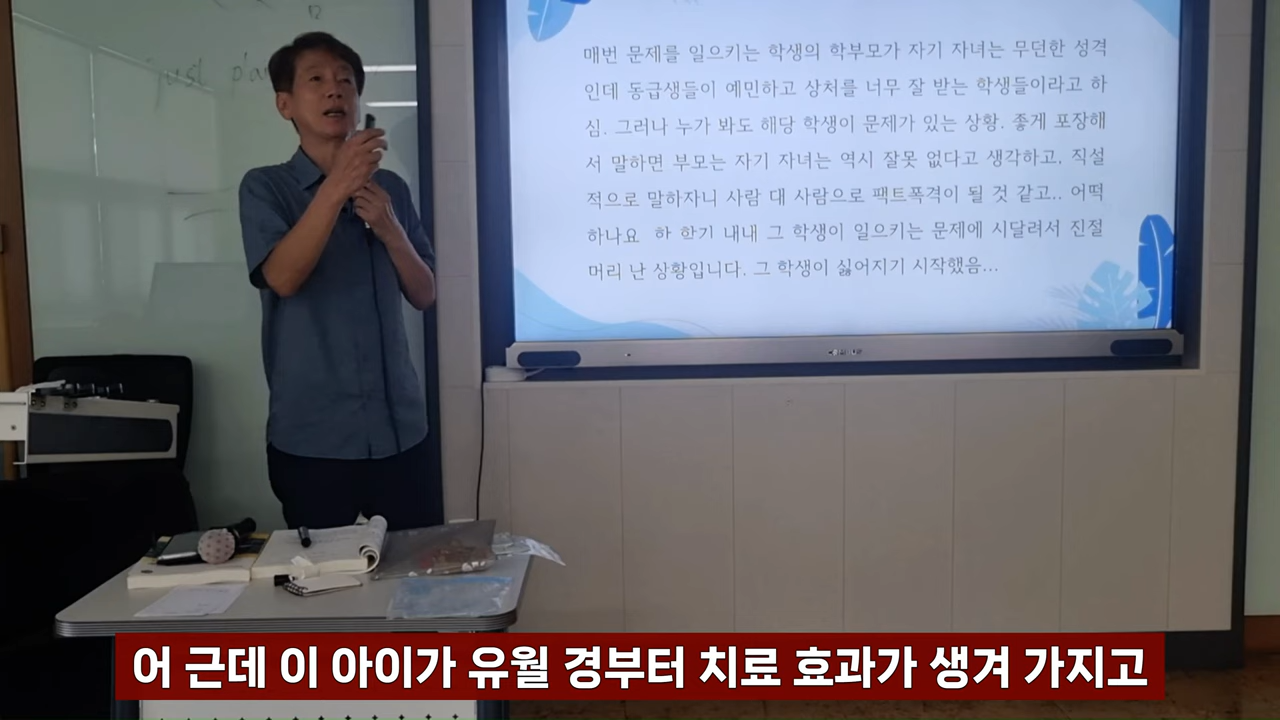 just
매번 문제를 일으키는 학생의 학부모가 자기 자녀는 무던한 성격
인데 동급생들이 예민하고 상처를 너무 잘 받는 학생들이라고 하
심. 그러나 누가 봐도 해당 학생이 문제가 있는 상황. 좋게 포장해
서 말하면 부모는 자기 자녀는 역시 잘못 없다고 생각하고, 직설
적으로 말하자니 사람 대 사람으로 팩트폭격이 될 것 같고.. 어떡
하나요 한 학기 내내 그 학생이 일으키는 문제에 시달려서 진절
머리 난 상황입니다. 그 학생이 싫어지기 시작했음...
어 근데 이 아이가 유월 경부터 치료 효과가 생겨 가지고